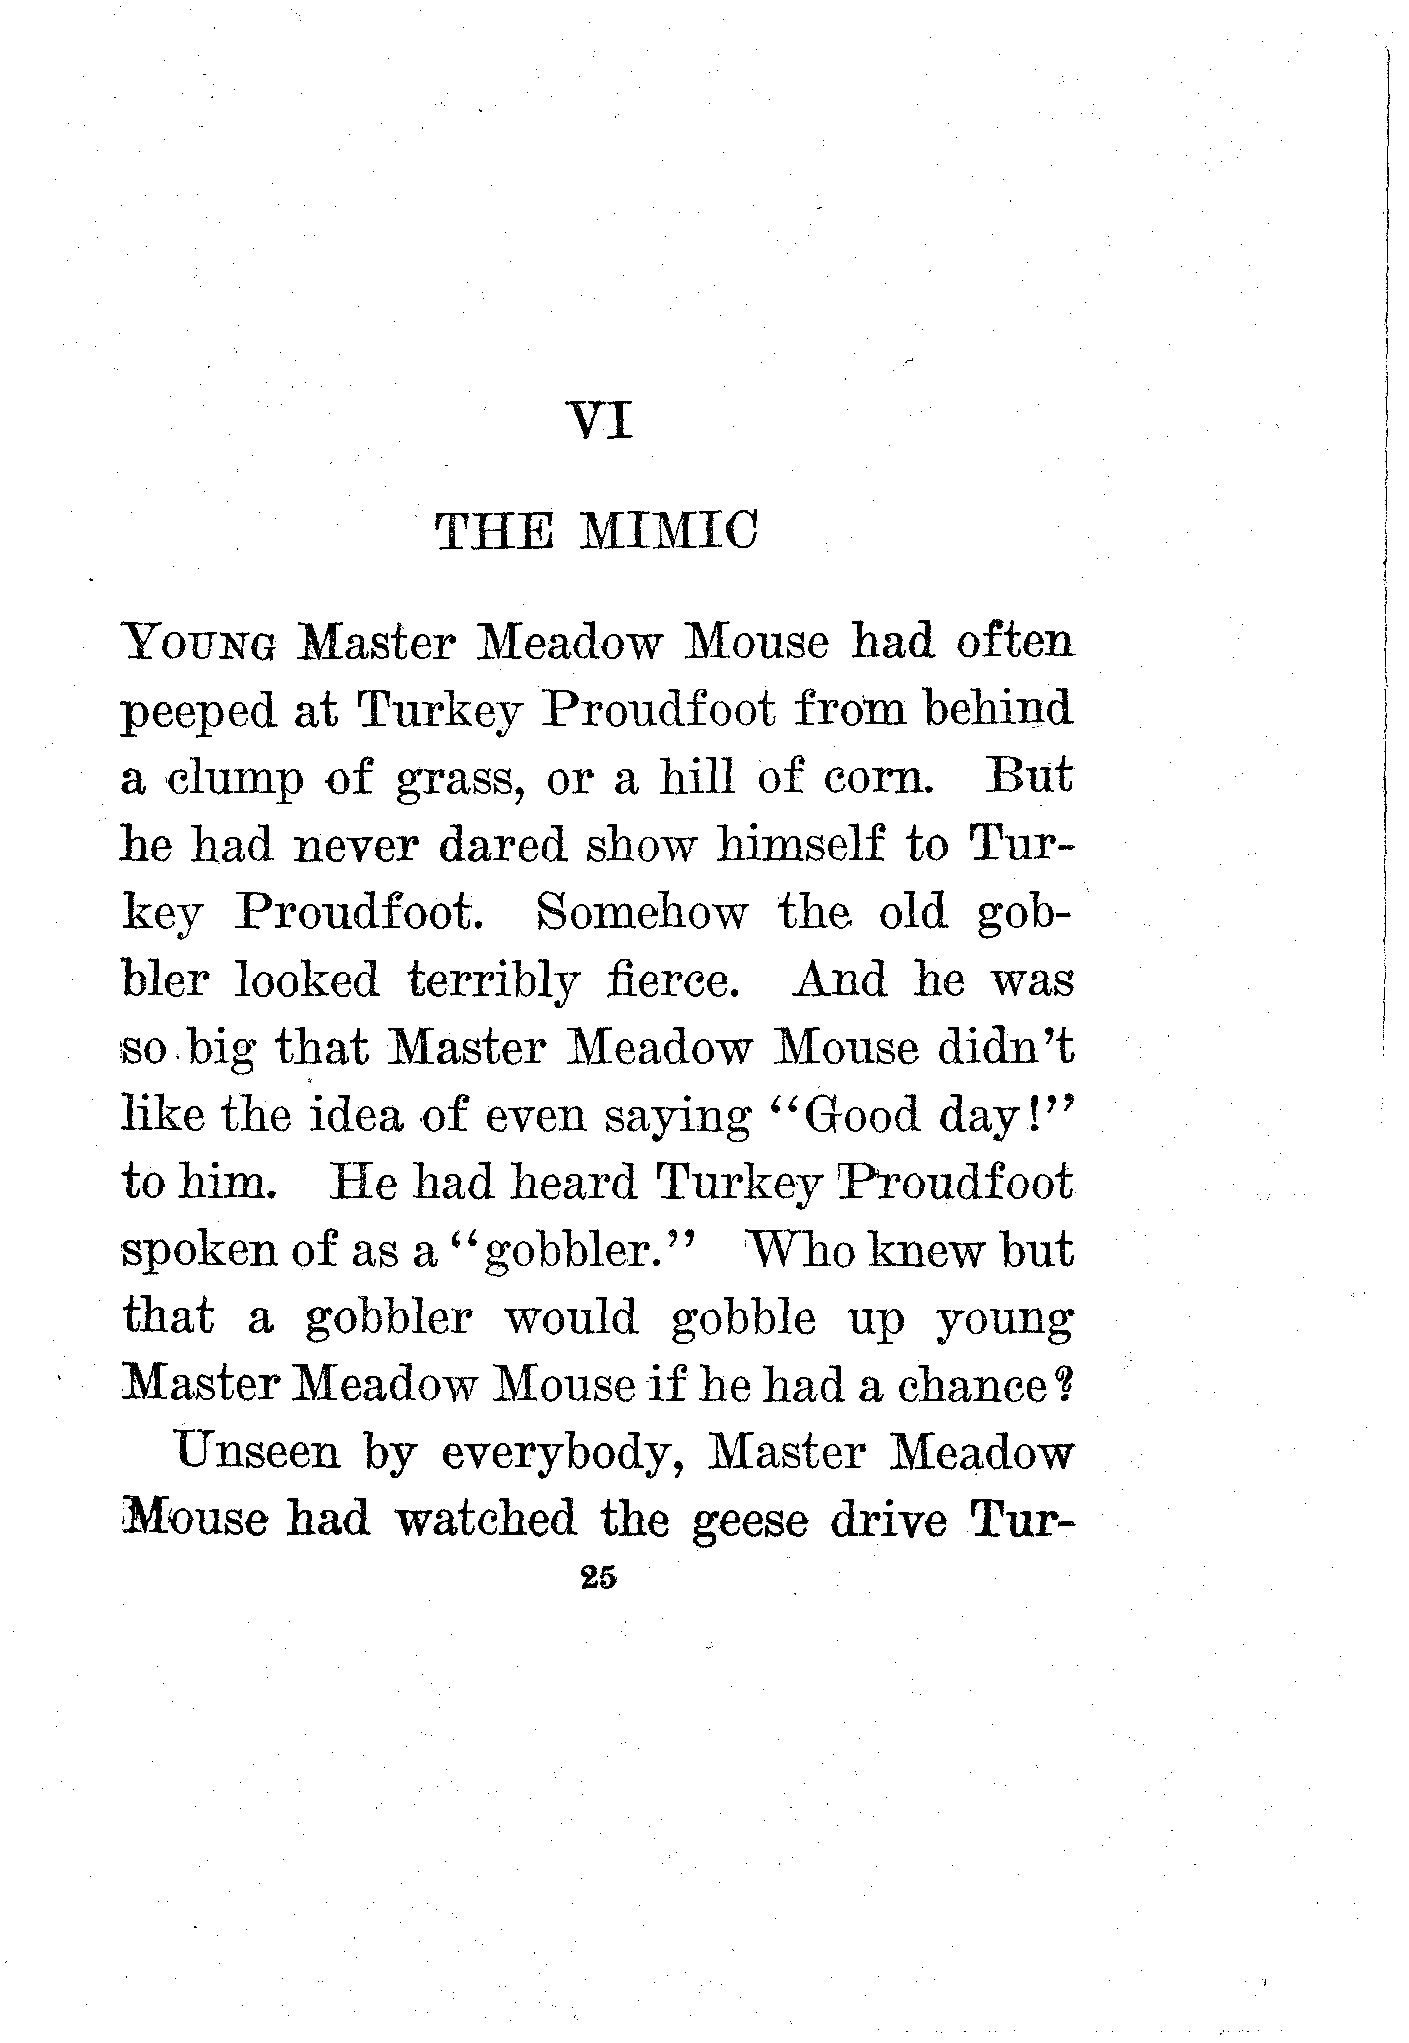 VI
THE MIMIC
YOUNG Master Meadow Mouse had often
peeped at Turkey Proudfoot from behind
a clump of grass, or a hill of corn. But
he had never dared show himself to Tur-
key Proudfoot. Somehow the old gob-
bler looked terribly fierce. And he was
so big that Master Meadow Mouse didn't
like the idea of even saying "Good day!"
to him. He had heard Turkey Proudfoot
spoken of as a "gobbler." Who knew but
that a gobbler would gobble up young
Master Meadow Mouse if he had a chance?
Unseen by everybody, Master Meadow
Mouse had watched the geese drive Tur-
25